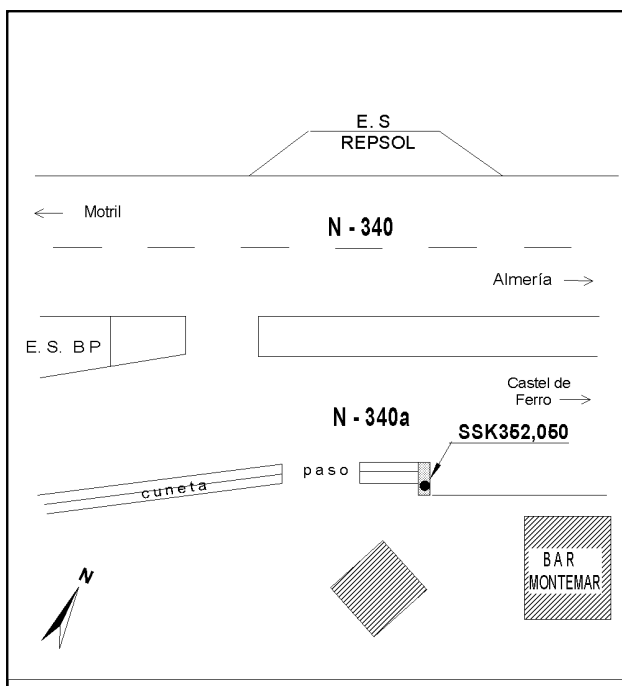 E. S
REPSOL
Motril
N - 340
Almería
E. S. B P
Castel de
Ferro
N - 340a
SSK352,050
paso
cuneta
N
BAR
MONTEMAR